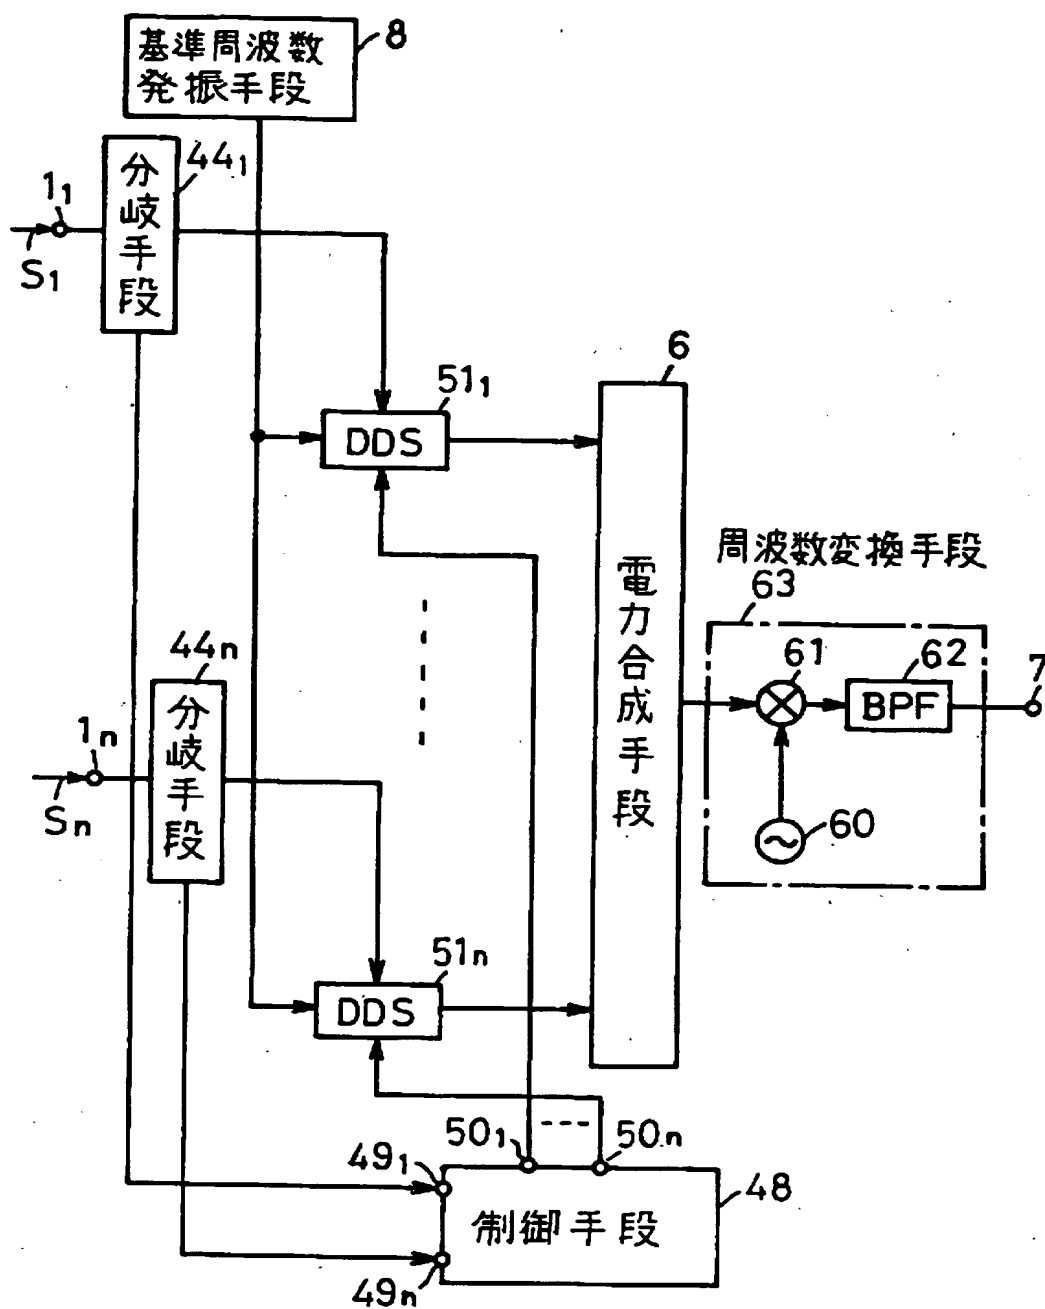 基準周波数
発振手段
8
44₁
1₁
S₁
分岐手段
51₁
DDS
6
電力合成手段
周波数変換手段
63
61
62
BPF
7
60
44n
1n
Sn
分岐手段
51n
DDS
50₁
50n
49₁
49n
制御手段
48